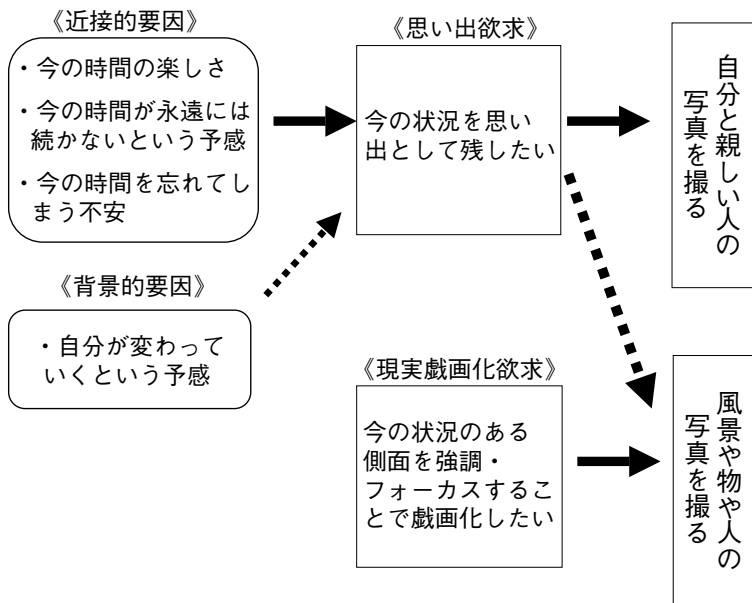 《近接的要因》
・今の時間の楽しさ
・今の時間が永遠には
続かないという予感
・今の時間を忘れてし
まう不安
《背景的要因》
・自分が変わって
いくという予感
《思い出欲求》
今の状況を思い
出として残したい
《現実戯画化欲求》
今の状況のある
側面を強調・
フォーカスするこ
とで戯画化したい
自分と親しい人の
写真を撮る
風景や物や人の
写真を撮る